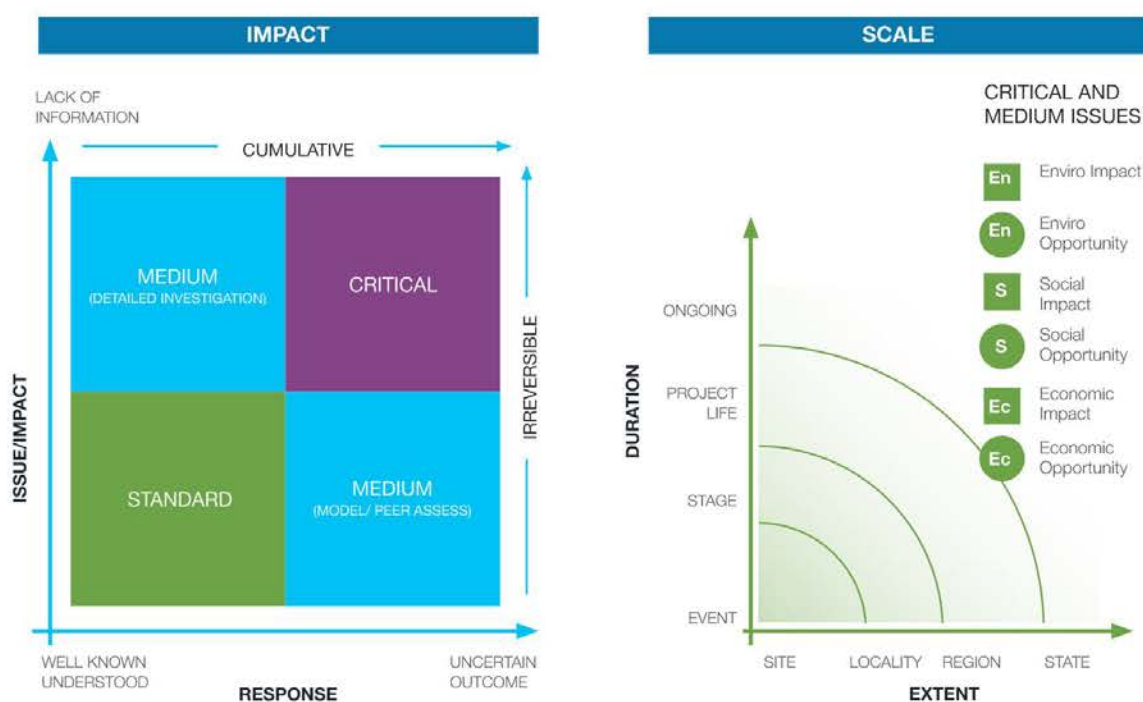 IMPACT
LACK OF
INFORMATION
CUMULATIVE
MEDIUM
(DETAILED INVESTIGATION)
CRITICAL
IRREVERSIBLE
ISSUE/IMPACT
STANDARD
MEDIUM
(MODEL/ PEER ASSESS)
WELL KNOWN
UNDERSTOOD
UNCERTAIN
OUTCOME
RESPONSE
SCALE
CRITICAL AND
MEDIUM ISSUES
En
Enviro Impact
En
Enviro
Opportunity
S
Social
Impact
S
Social
Opportunity
Ec
Economic
Impact
Ec
Economic
Opportunity
DURATION
ONGOING
PROJECT
LIFE
STAGE
EVENT
SITE
LOCALITY
REGION
STATE
EXTENT